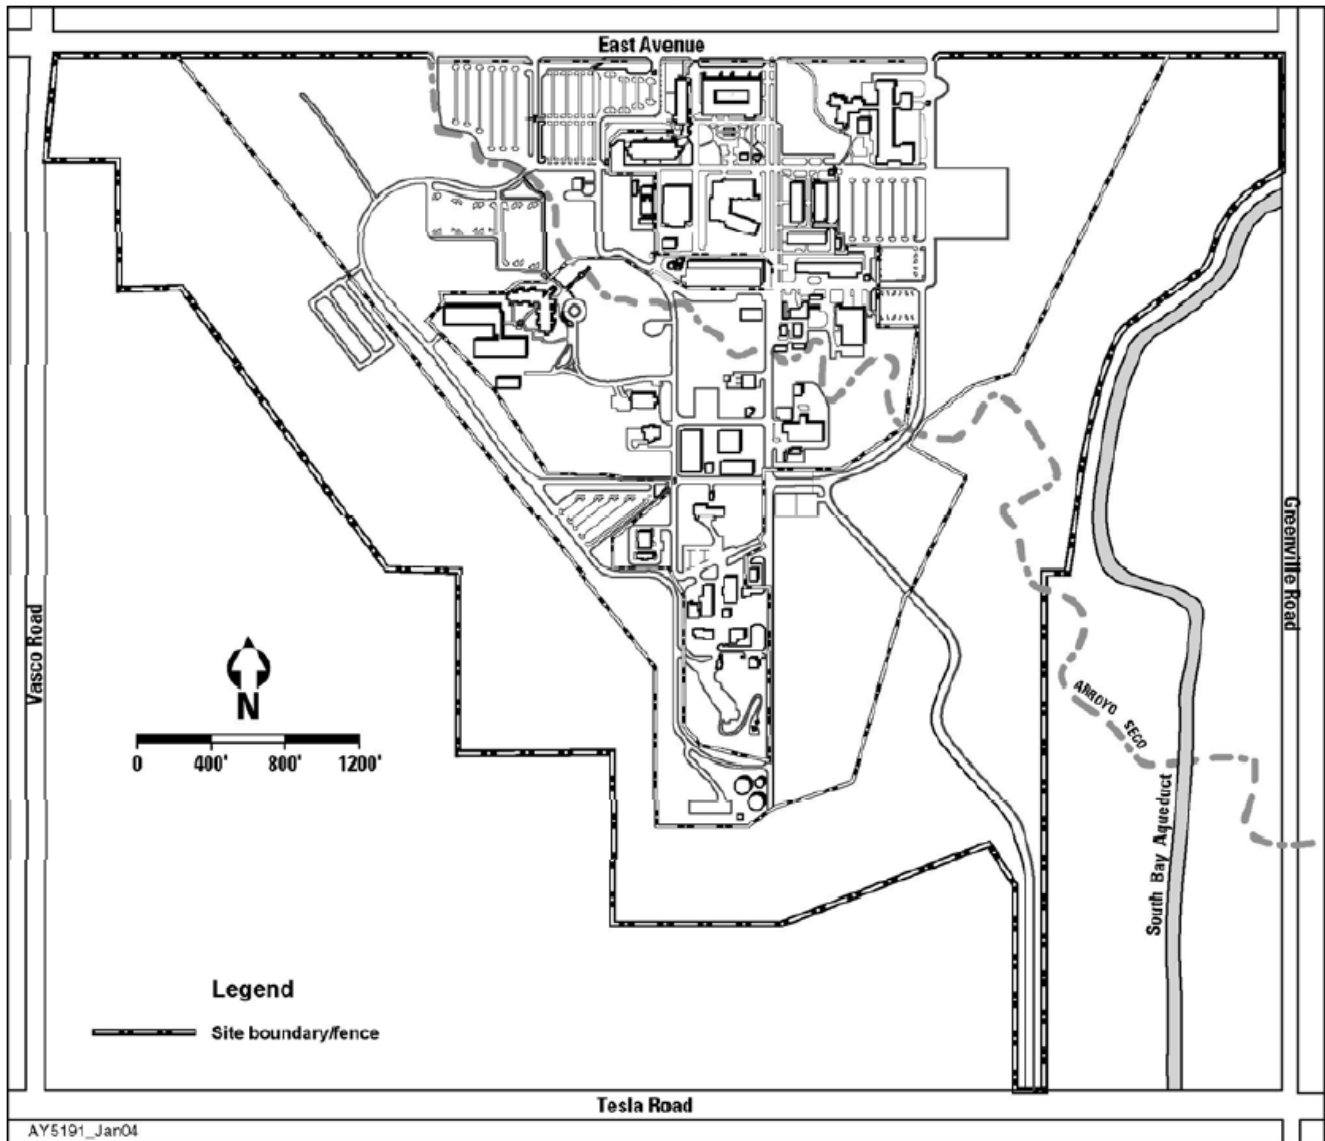 East Avenue
Vasco Road
Greenville Road
N
0 400' 800' 1200'
ARROYO SECO
South Bay Aqueduct
Legend
Site boundary/fence
Tesla Road
AY5191_Jan04